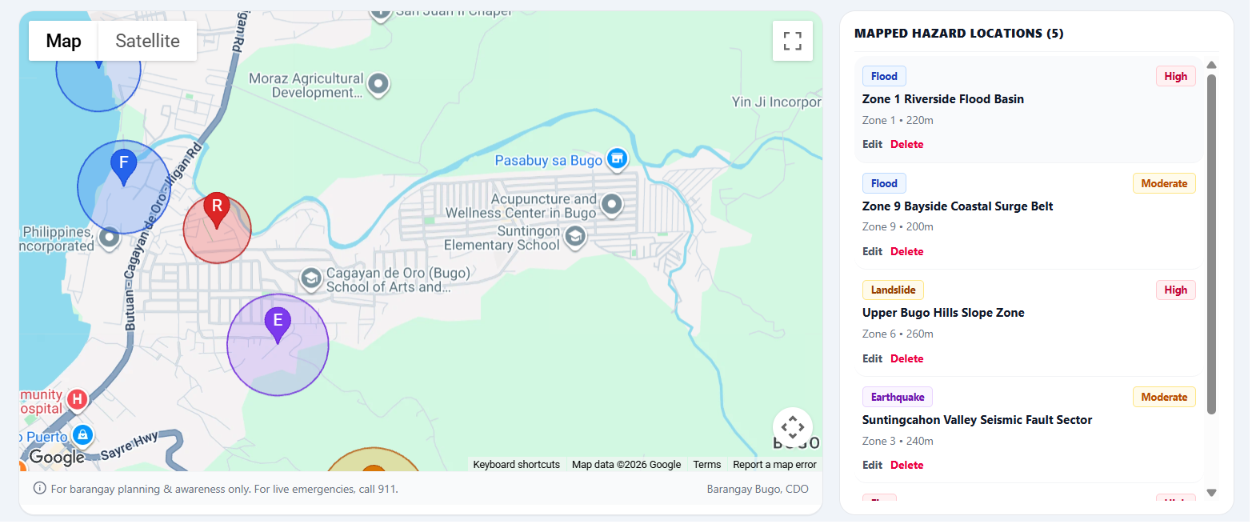 San Juan II Chapel
Map
Satellite
Butuan - Cagayan de Oro - Iligan Rd
Moraz Agricultural
Development...
Yin Ji Incorpor
F
Pasabuy sa Bugo
R
Acupuncture and
Wellness Center in Bugo
Philippines,
ncorporated
Suntingon
Elementary School
Cagayan de Oro (Bugo)
School of Arts and...
E
munity
ospital
H
o Puerto
Sayre Hwy
BUGO
Google
Keyboard shortcuts
Map data ©2026 Google
Terms
Report a map error
For barangay planning & awareness only. For live emergencies, call 911.
Barangay Bugo, CDO
MAPPED HAZARD LOCATIONS (5)
Flood
High
Zone 1 Riverside Flood Basin
Zone 1 • 220m
Edit Delete
Flood
Moderate
Zone 9 Bayside Coastal Surge Belt
Zone 9 • 200m
Edit Delete
Landslide
High
Upper Bugo Hills Slope Zone
Zone 6 • 260m
Edit Delete
Earthquake
Moderate
Suntingcahon Valley Seismic Fault Sector
Zone 3 • 240m
Edit Delete